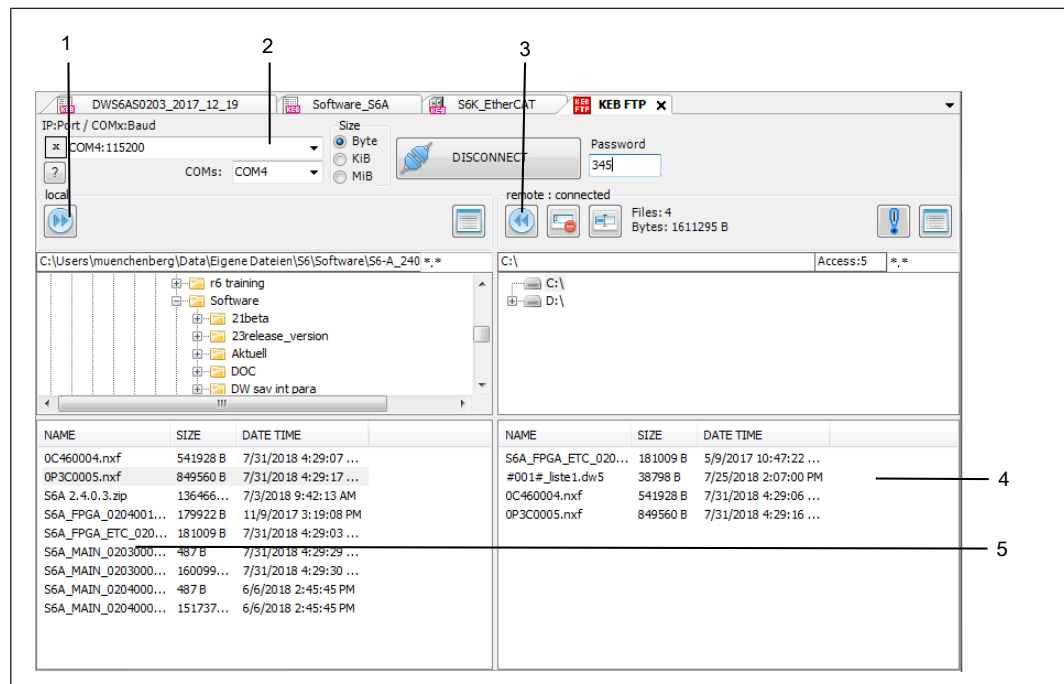 1 2 3
DWS6AS0203_2017_12_19 Software_S6A S6K_EtherCAT KEB FTP x
IP:Port / COMx:Baud Size
x COM4:115200 Byte
KiB
MiB
DISCONNECT Password
345
? COMs: COM4
local remote : connected
Files: 4
Bytes: 1611295 B
C:\Users\muenchenberg\Data\Eigene Dateien\S6\Software\S6-A_240 *.* C:\ Access:5 *.*
r6 training C:\
Software D:\
21beta
23release_version
Aktuell
DOC
DW sav int para
NAME SIZE DATE TIME
0C460004.nxf 541928 B 7/31/2018 4:29:07 ...
0P3C0005.nxf 849560 B 7/31/2018 4:29:17 ...
S6A 2.4.0.3.zip 136466... 7/3/2018 9:42:13 AM
S6A_FPGA_0204001... 179922 B 11/9/2017 3:19:08 PM
S6A_FPGA_ETC_020... 181009 B 7/31/2018 4:29:03 ...
S6A_MAIN_0203000... 487 B 7/31/2018 4:29:29 ...
S6A_MAIN_0203000... 160099... 7/31/2018 4:29:30 ...
S6A_MAIN_0204000... 487 B 6/6/2018 2:45:45 PM
S6A_MAIN_0204000... 151737... 6/6/2018 2:45:45 PM
NAME SIZE DATE TIME
S6A_FPGA_ETC_020... 181009 B 5/9/2017 10:47:22 ...
#001#_liste1.dw5 38798 B 7/25/2018 2:07:00 PM
0C460004.nxf 541928 B 7/31/2018 4:29:06 ...
0P3C0005.nxf 849560 B 7/31/2018 4:29:16 ...
4
5